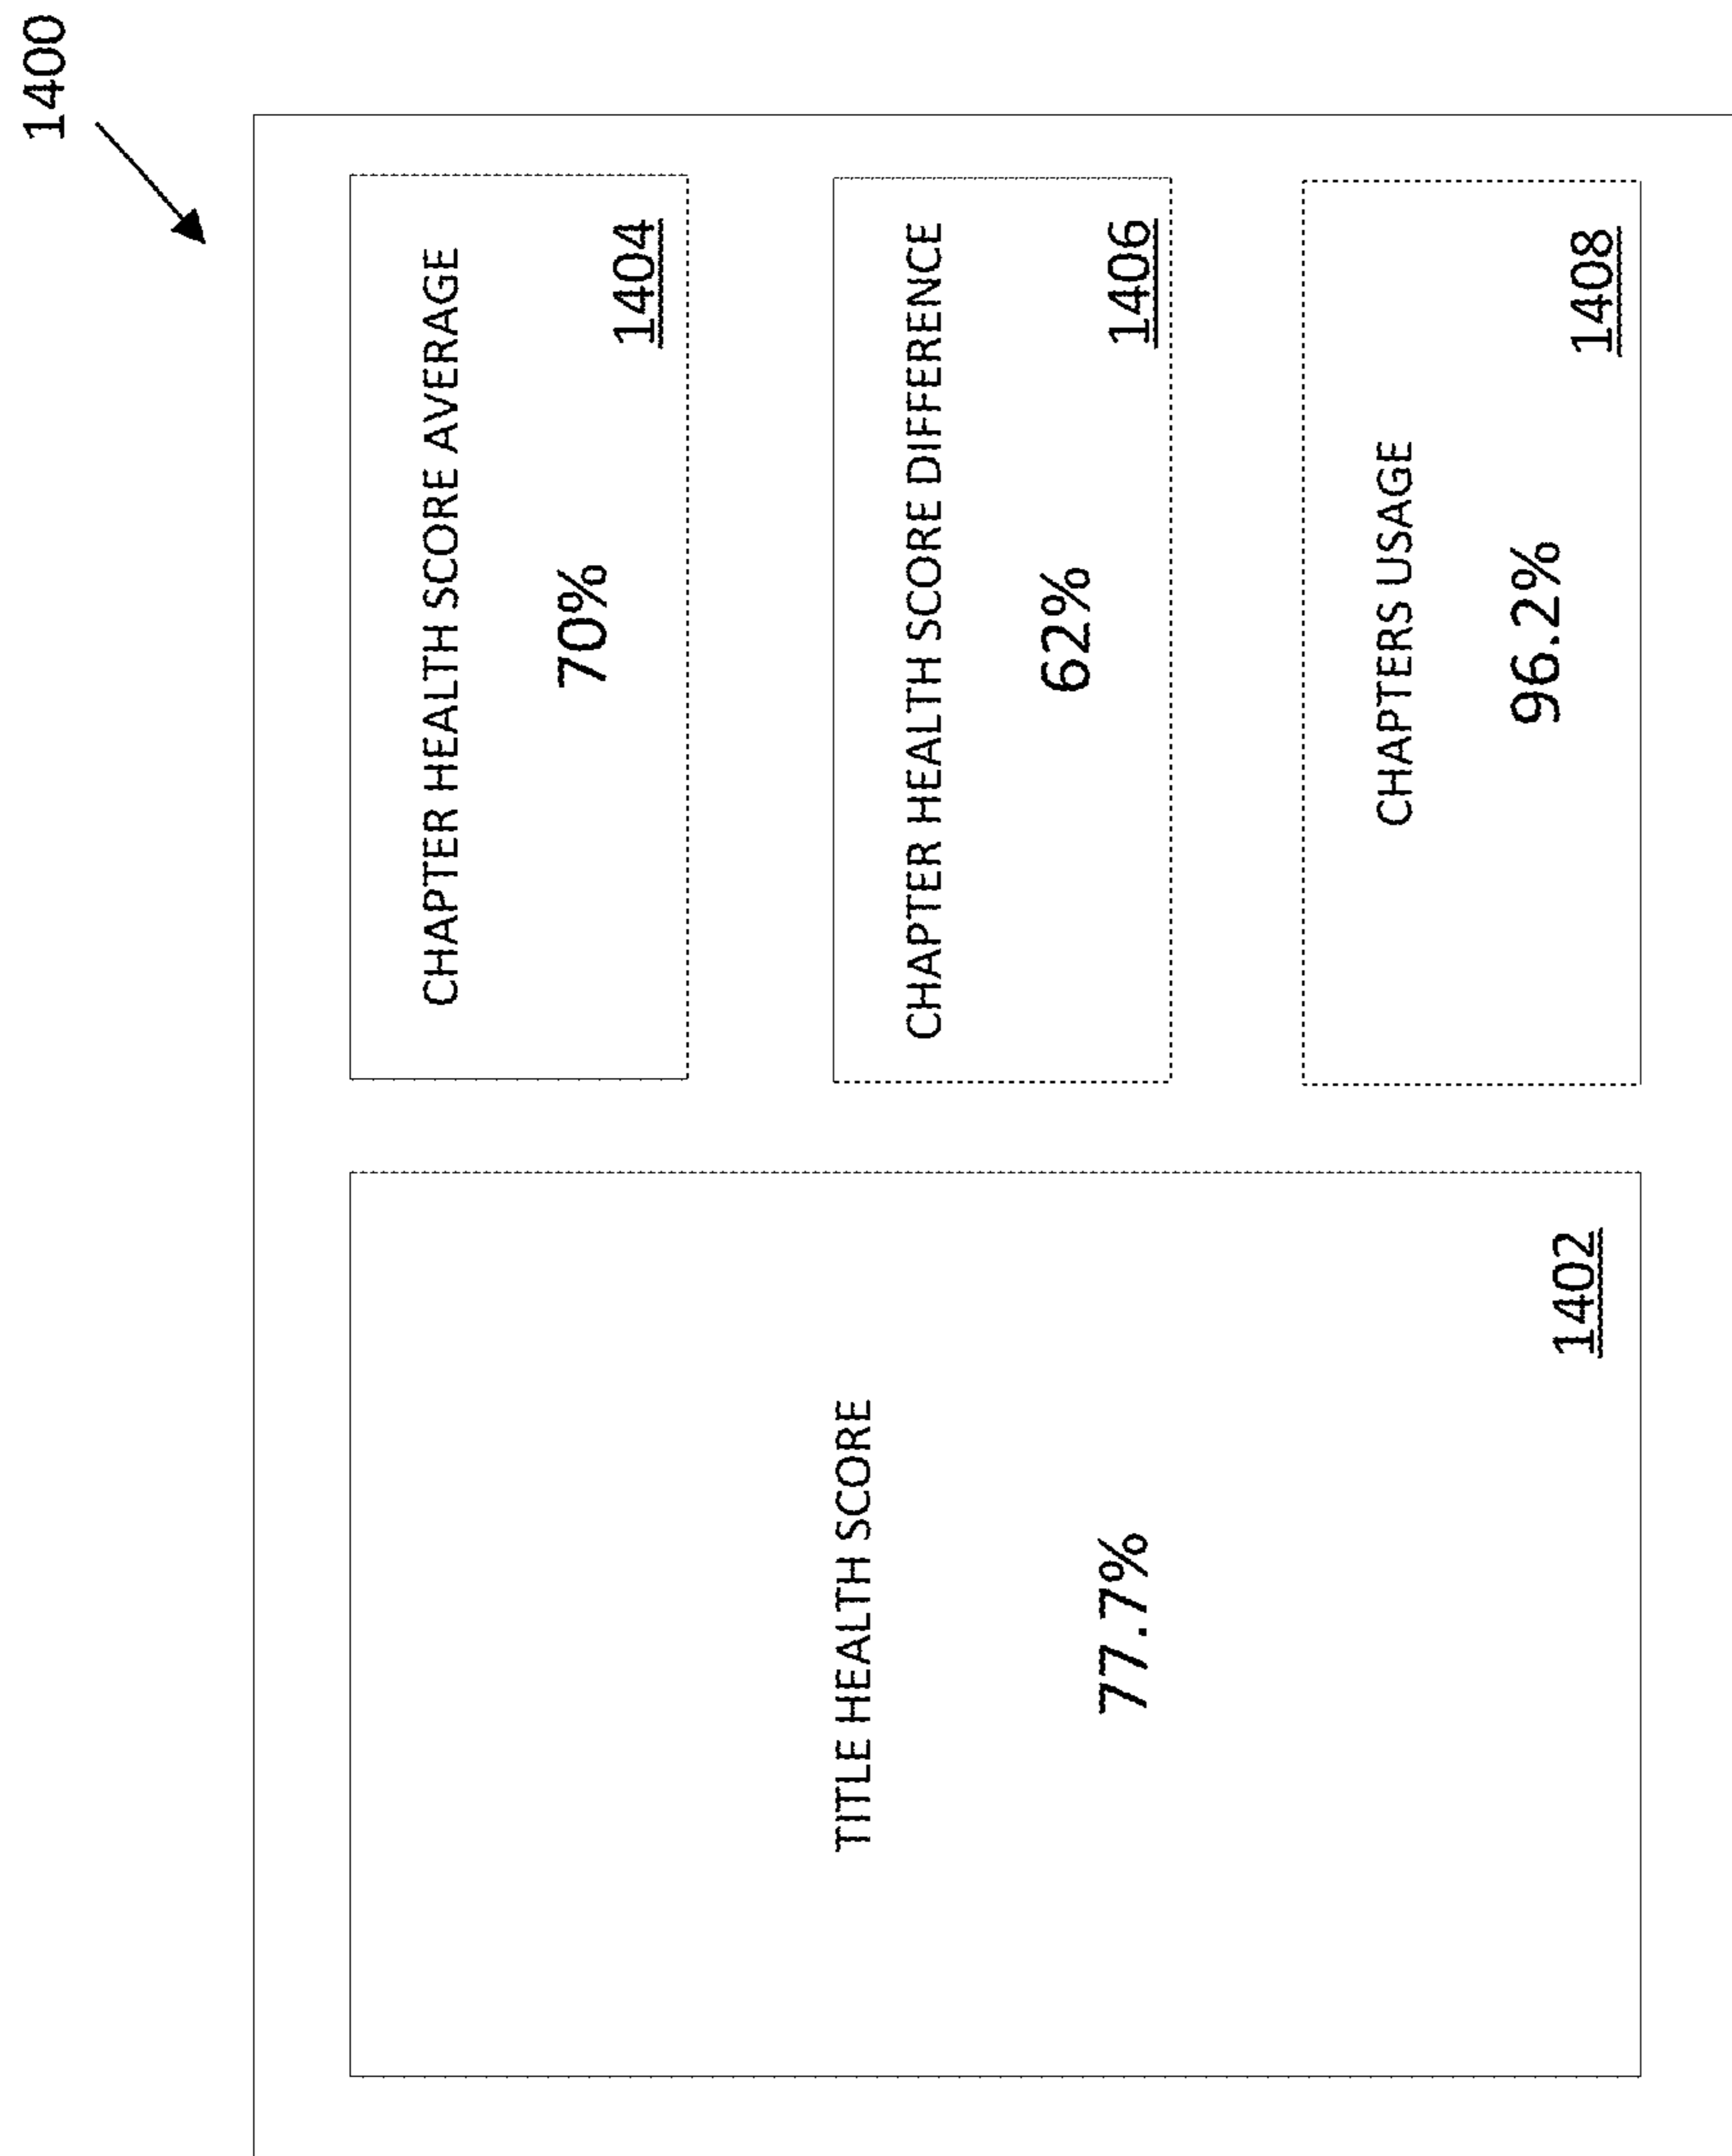 1400
TITLE HEALTH SCORE
77.7%
1402
CHAPTER HEALTH SCORE AVERAGE
70%
1404
CHAPTER HEALTH SCORE DIFFERENCE
62%
1406
CHAPTERS USAGE
96.2%
1408